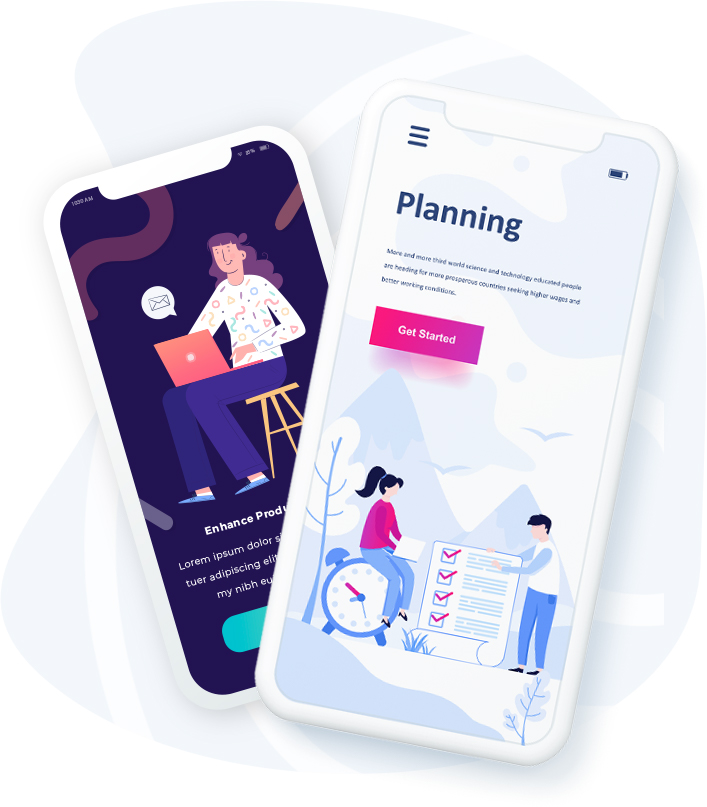 10:00 AM
Enhance Produ
Lorem ipsum dolor si
tuer adipiscing elit
my nibh eu
Planning
More and more third world science and technology educated people
are heading for more prosperous countries seeking higher wages and
better working conditions.
Get Started